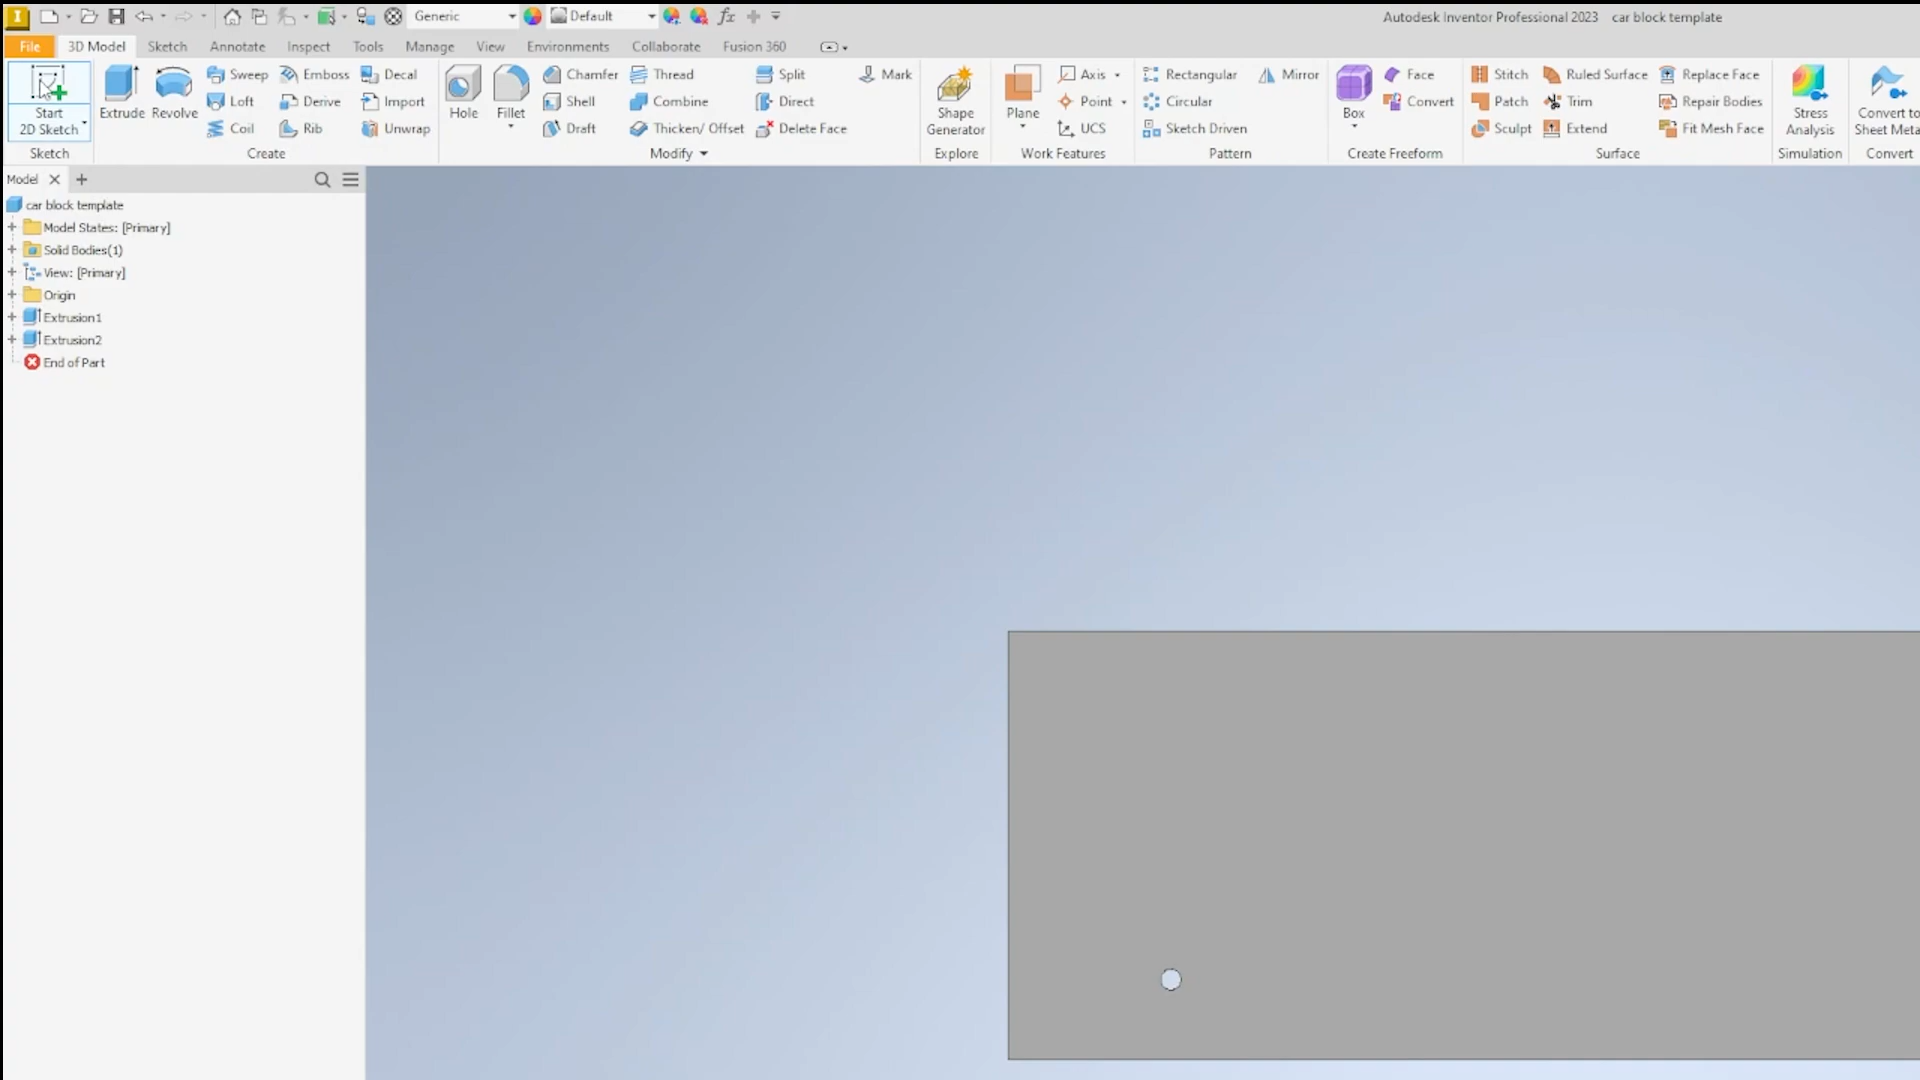 Generic Default fx Autodesk Inventor Professional 2023 car block template
File 3D Model Sketch Annotate Inspect Tools Manage View Environments Collaborate Fusion 360
Start
2D Sketch
Sketch
Extrude Revolve
Sweep Emboss Decal
Loft Derive Import
Coil Rib Unwrap
Create
Hole Fillet
Chamfer Thread Split Mark
Shell Combine Direct
Draft Thicken/ Offset Delete Face
Modify
Shape
Generator
Explore
Plane
Axis
Point
UCS
Work Features
Rectangular Mirror
Circular
Sketch Driven
Pattern
Box
Face
Convert
Create Freeform
Stitch Ruled Surface Replace Face
Patch Trim Repair Bodies
Sculpt Extend Fit Mesh Face
Surface
Stress
Analysis
Simulation
Convert to
Sheet Meta
Convert
Model
car block template
Model States: [Primary]
Solid Bodies(1)
View: [Primary]
Origin
Extrusion1
Extrusion2
End of Part